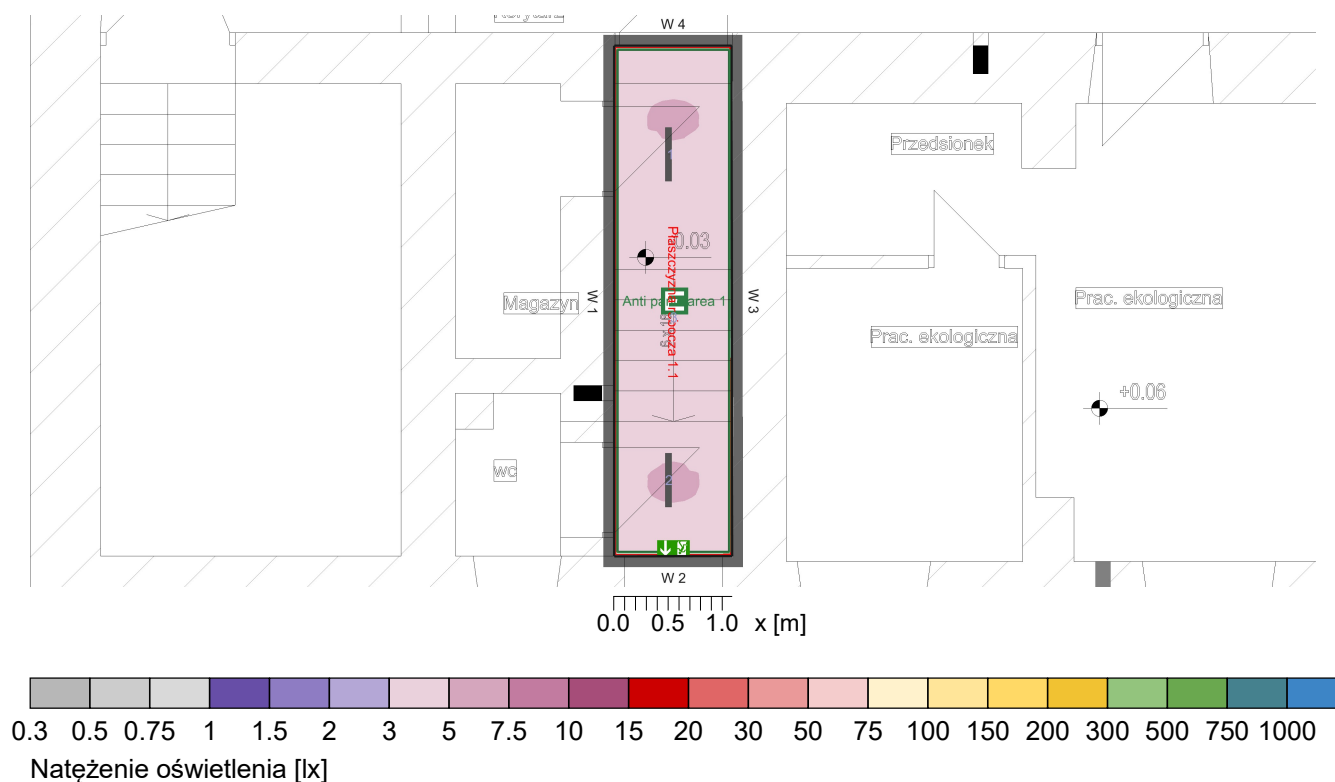 W 4
Przedsionek
1
0.03
Płaszczyzna robocza 1.1
W 1
Magazyn
Anti area 1
W 3
Prac. ekologiczna
Prac. ekologiczna
+0.06
wc
2
W 2
0.0 0.5 1.0 x [m]
0.3 0.5 0.75 1 1.5 2 3 5 7.5 10 15 20 30 50 75 100 150 200 300 500 750 1000
Natężenie oświetlenia [lx]